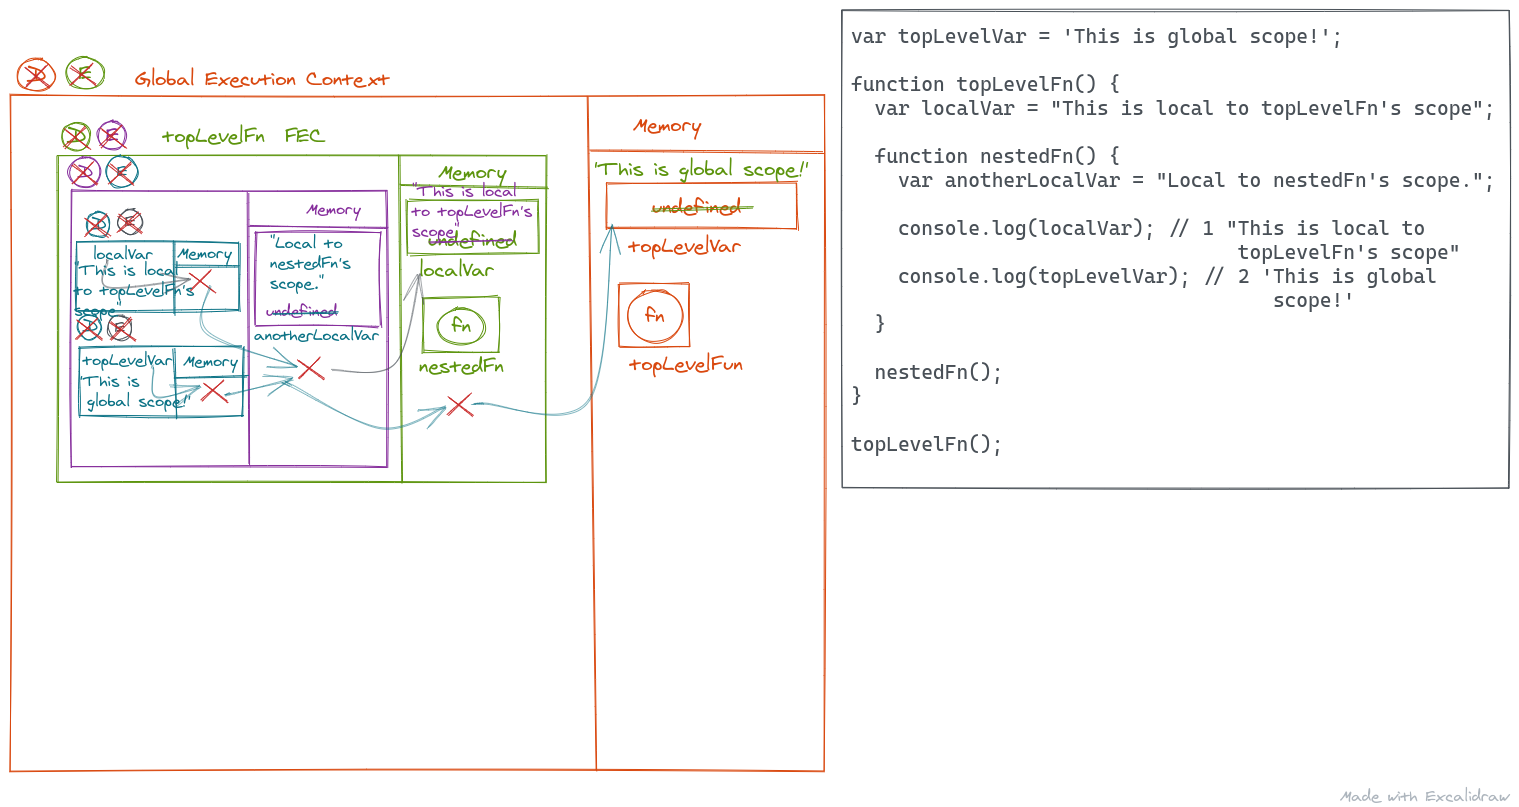 D E Global Execution Context
D E topLevelFn FEC
Memory
D E
Memory
"This is local
to topLevelFn's
scope"
undefined
localVar
fn
nestedFn
Memory
"Local to
nestedFn's
scope."
undefined
anotherLocalVar
D E
localVar Memory
"This is local
to topLevelFn's
scope"
D E
topLevelVar Memory
"This is
global scope!"
"This is global scope!"
undefined
topLevelVar
fn
topLevelFun
var topLevelVar = 'This is global scope!';
function topLevelFn() {
var localVar = "This is local to topLevelFn's scope";
function nestedFn() {
var anotherLocalVar = "Local to nestedFn's scope.";
console.log(localVar); // 1 "This is local to
topLevelFn's scope"
console.log(topLevelVar); // 2 'This is global
scope!'
}
nestedFn();
}
topLevelFn();
Made with Excalidraw